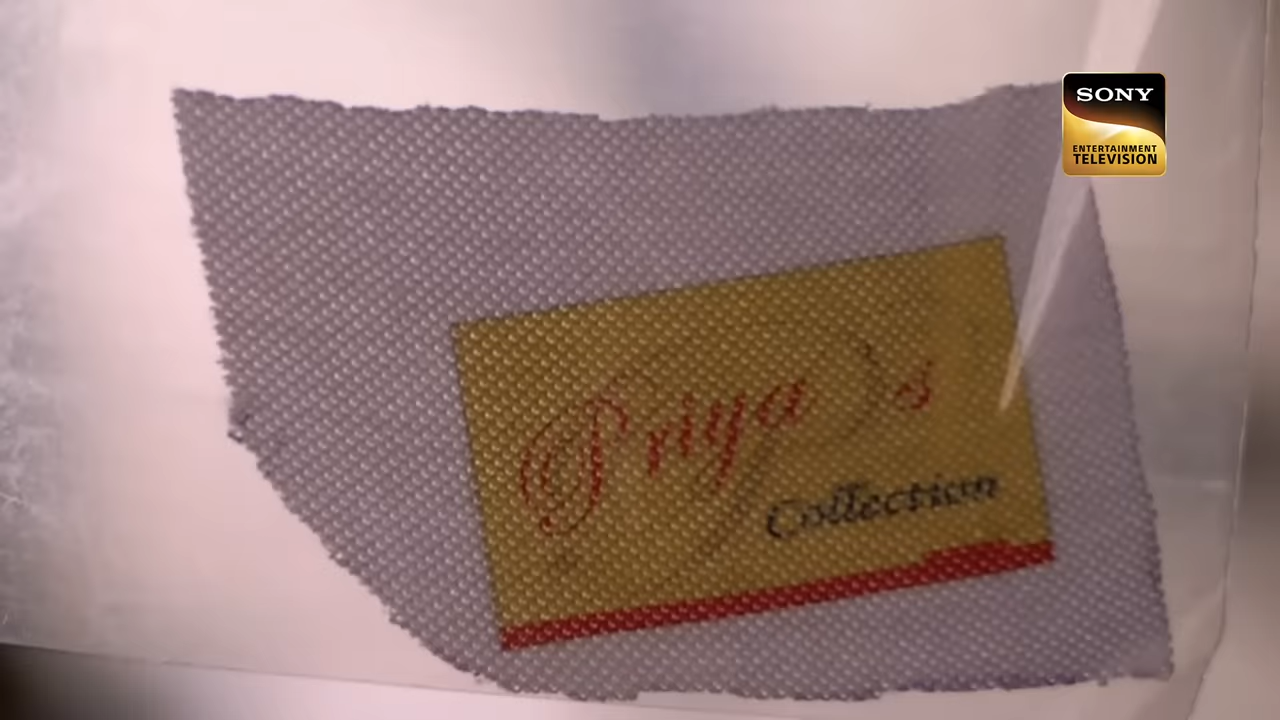 SONY
ENTERTAINMENT
TELEVISION
Priya's
Collection